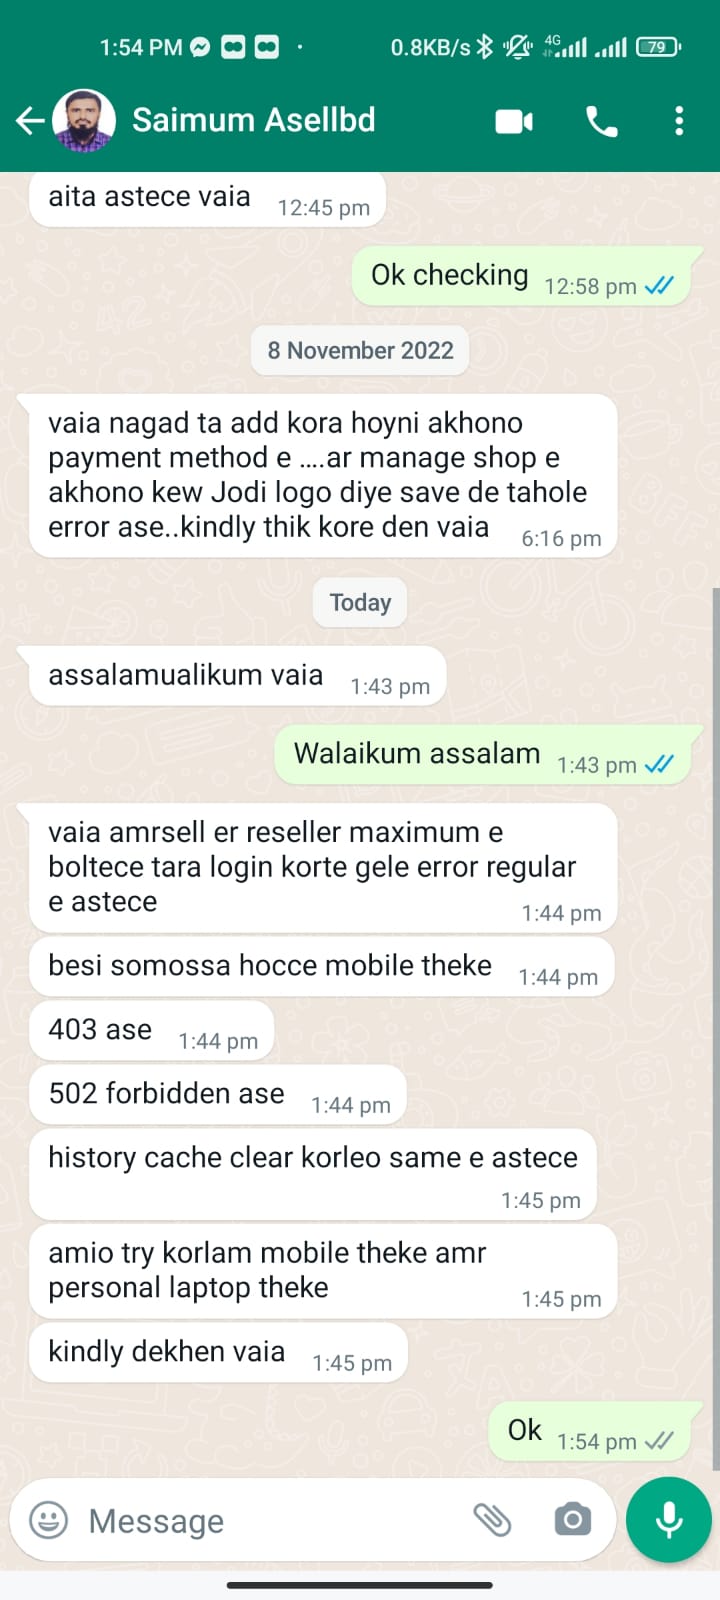 1:54 PM
0.8KB/s 4G 79
Saimum Asellbd
aita astece vaia 12:45 pm
Ok checking 12:58 pm
8 November 2022
vaia nagad ta add kora hoyni akhono
payment method e ....ar manage shop e
akhono kew Jodi logo diye save de tahole
error ase..kindly thik kore den vaia 6:16 pm
Today
assalamualikum vaia 1:43 pm
Walaikum assalam 1:43 pm
vaia amrsell er reseller maximum e
boltece tara login korte gele error regular
e astece
1:44 pm
besi somossa hocce mobile theke 1:44 pm
403 ase 1:44 pm
502 forbidden ase 1:44 pm
history cache clear korleo same e astece
1:45 pm
amio try korlam mobile theke amr
personal laptop theke 1:45 pm
kindly dekhen vaia 1:45 pm
Ok 1:54 pm
Message